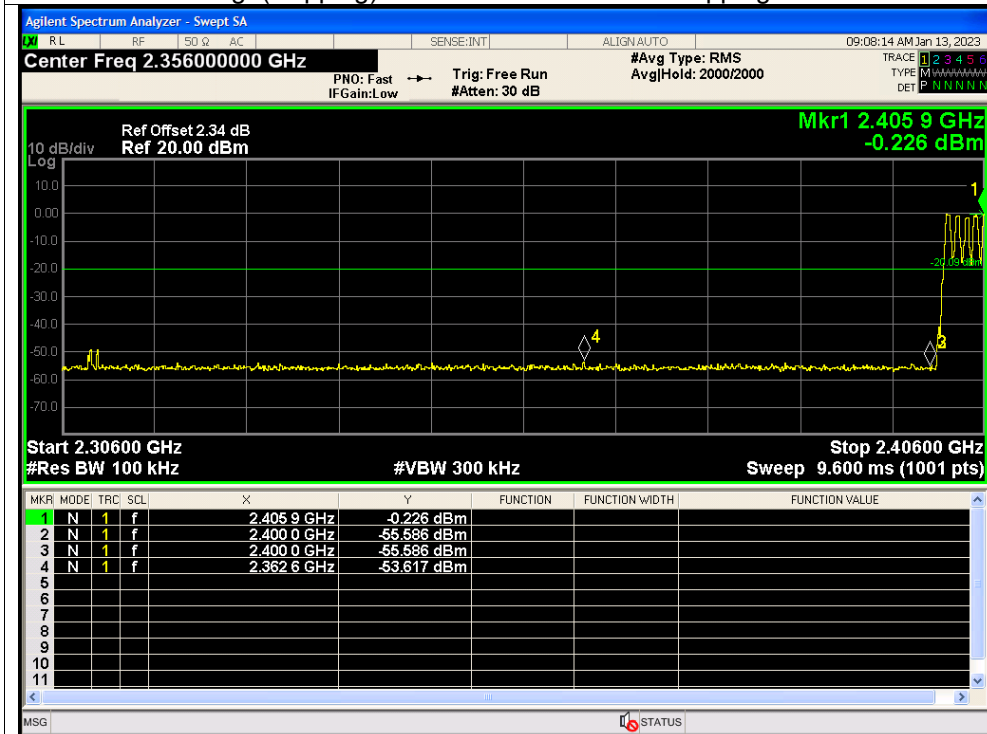 Agilent Spectrum Analyzer - Swept SA
LXI RL RF 50 Ω AC SENSE:INT ALIGN AUTO 09:08:14 AM Jan 13, 2023
Center Freq 2.356000000 GHz #Avg Type: RMS TRACE 1 2 3 4 5 6
PNO: Fast Trig: Free Run Avg|Hold: 2000/2000 TYPE M WWWWW
IFGain:Low #Atten: 30 dB DET P N N N N N
Mkr1 2.405 9 GHz
-0.226 dBm
Ref Offset 2.34 dB
10 dB/div Ref 20.00 dBm
Log
10.0
0.00
-10.0
-20.0
-30.0
-40.0
-50.0
-60.0
-70.0
1
-20.09 dBm
4
3
Start 2.30600 GHz Stop 2.40600 GHz
#Res BW 100 kHz #VBW 300 kHz Sweep 9.600 ms (1001 pts)
MKR MODE TRC SCL X Y FUNCTION FUNCTION WIDTH FUNCTION VALUE
1 N 1 f 2.405 9 GHz -0.226 dBm
2 N 1 f 2.400 0 GHz -55.586 dBm
3 N 1 f 2.400 0 GHz -55.586 dBm
4 N 1 f 2.362 6 GHz -53.617 dBm
5
6
7
8
9
10
11
MSG STATUS